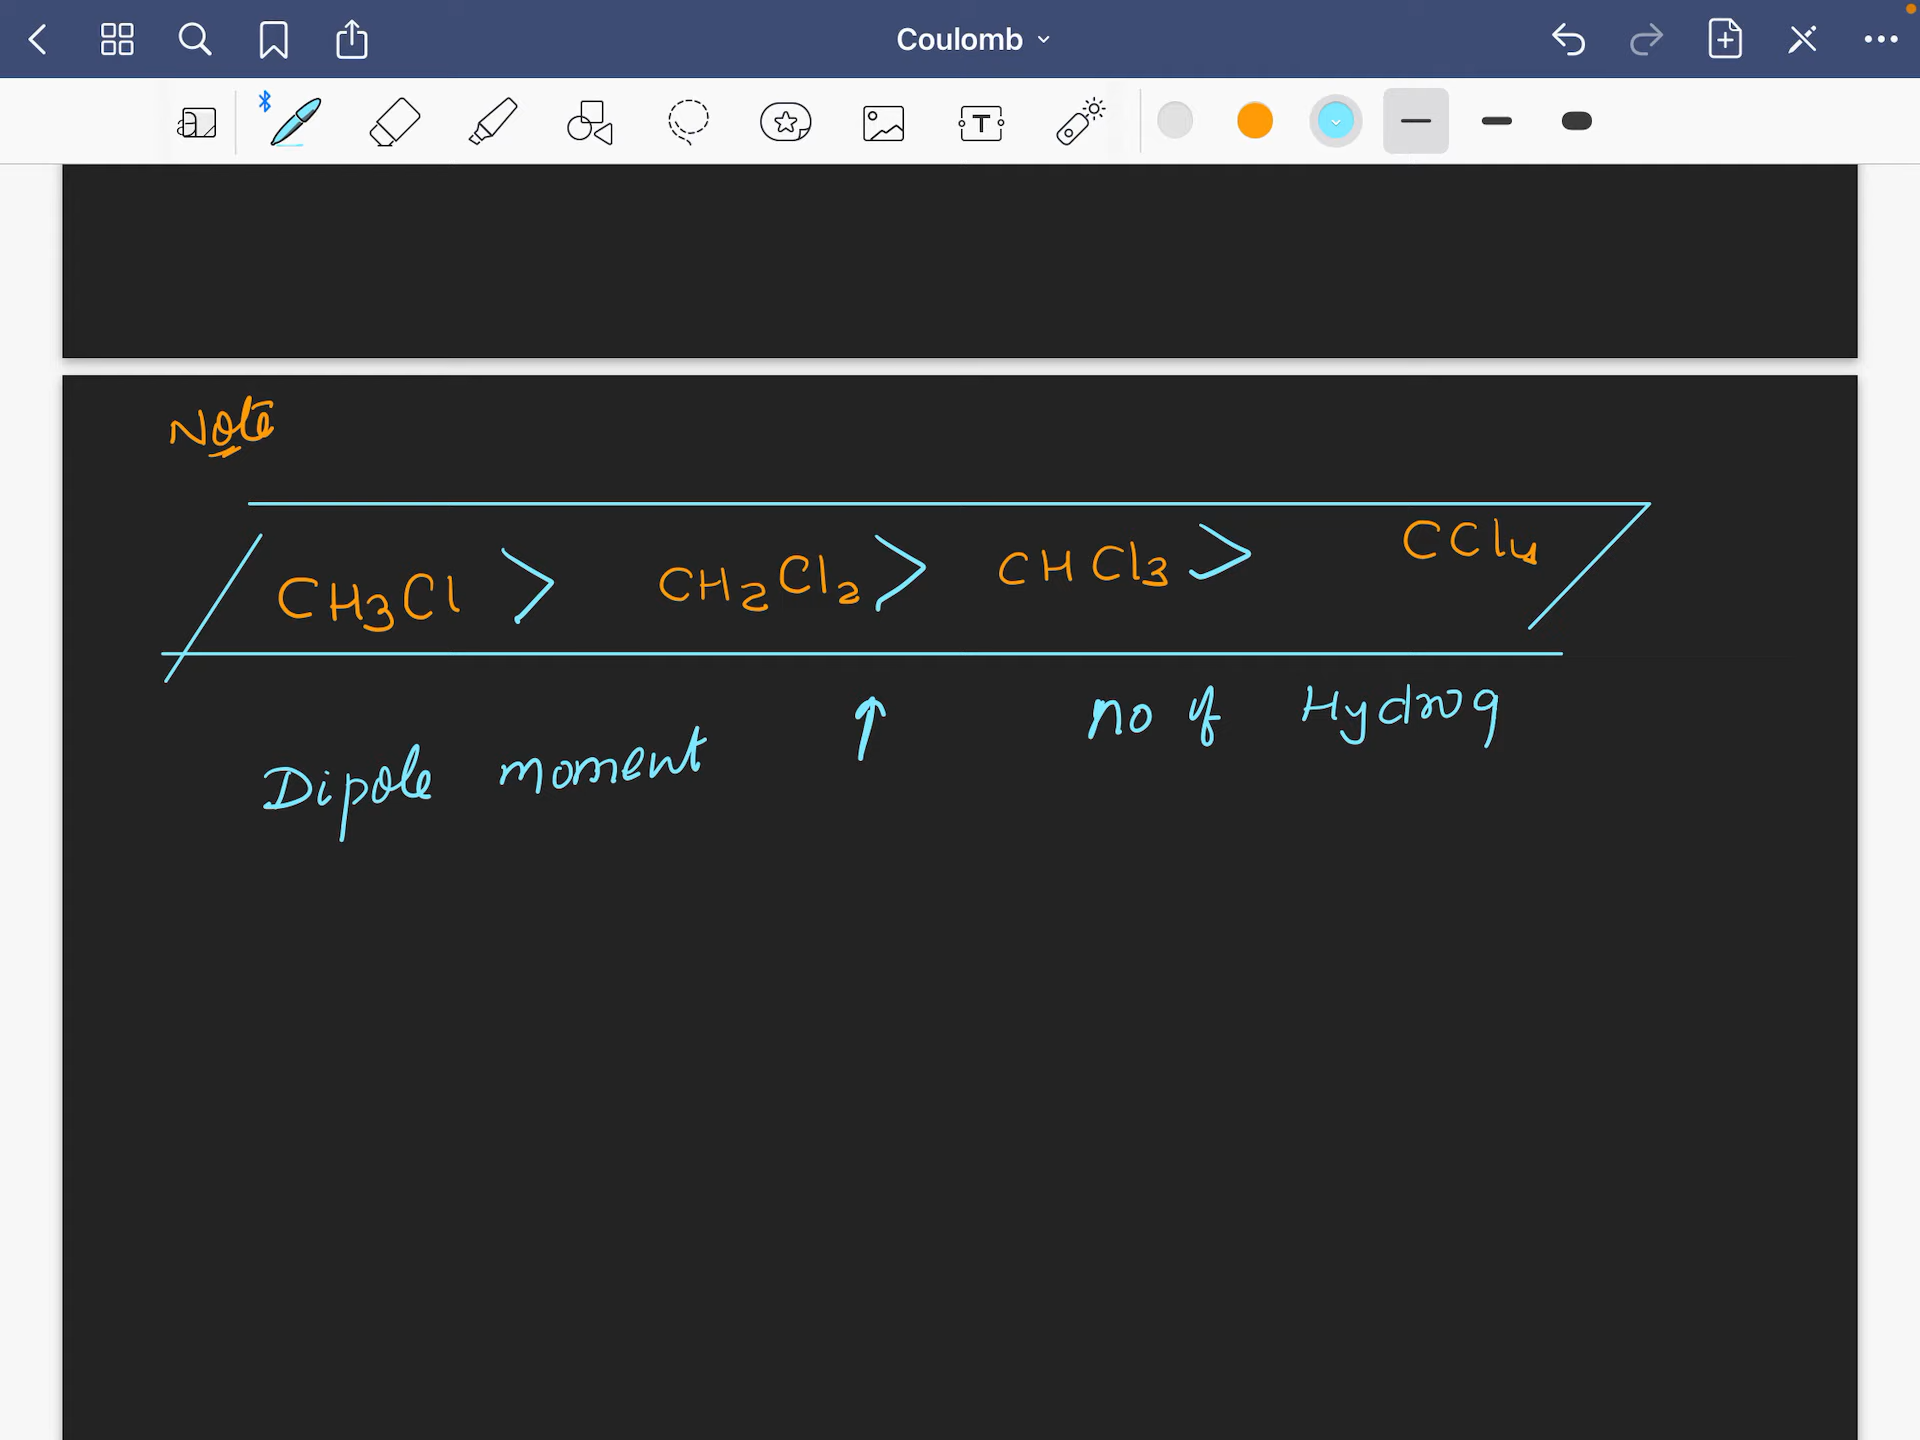 Coulomb
Note
CH3Cl > CH2Cl2 > CHCl3 > CCl4
Dipole moment ↑ no of Hydrog